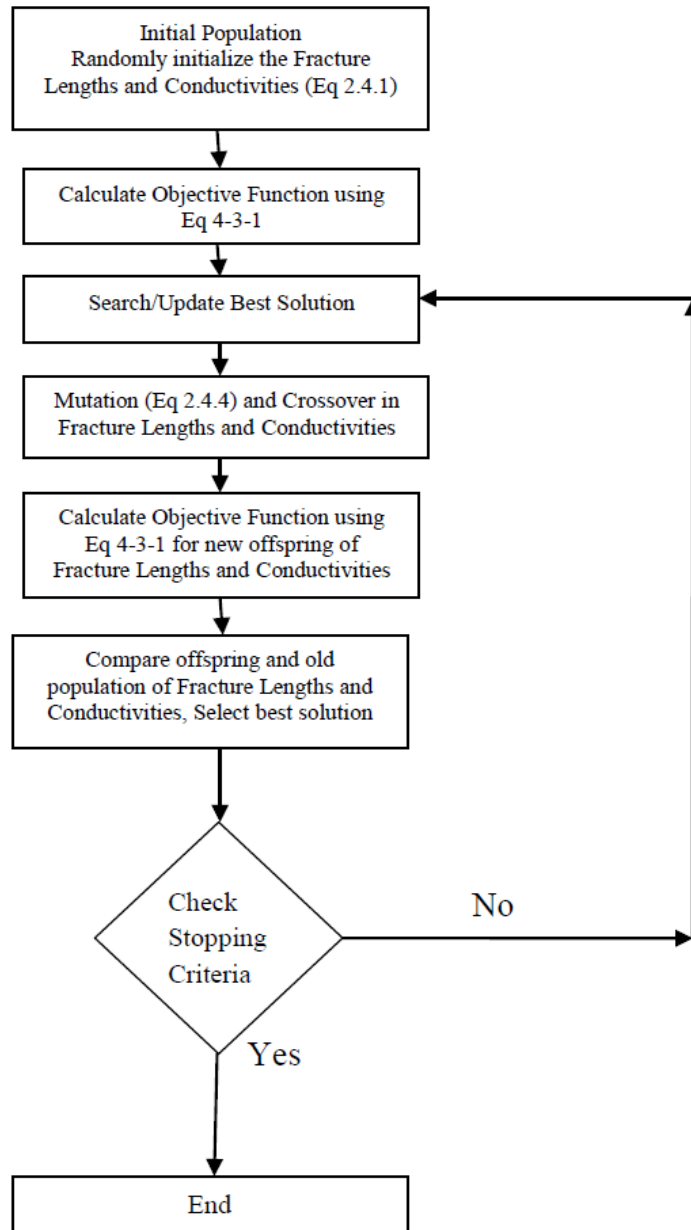 Initial Population
Randomly initialize the Fracture
Lengths and Conductivities (Eq 2.4.1)
Calculate Objective Function using
Eq 4-3-1
Search/Update Best Solution
Mutation (Eq 2.4.4) and Crossover in
Fracture Lengths and Conductivities
Calculate Objective Function using
Eq 4-3-1 for new offspring of
Fracture Lengths and Conductivities
Compare offspring and old
population of Fracture Lengths and
Conductivities, Select best solution
Check
Stopping
Criteria
No
Yes
End